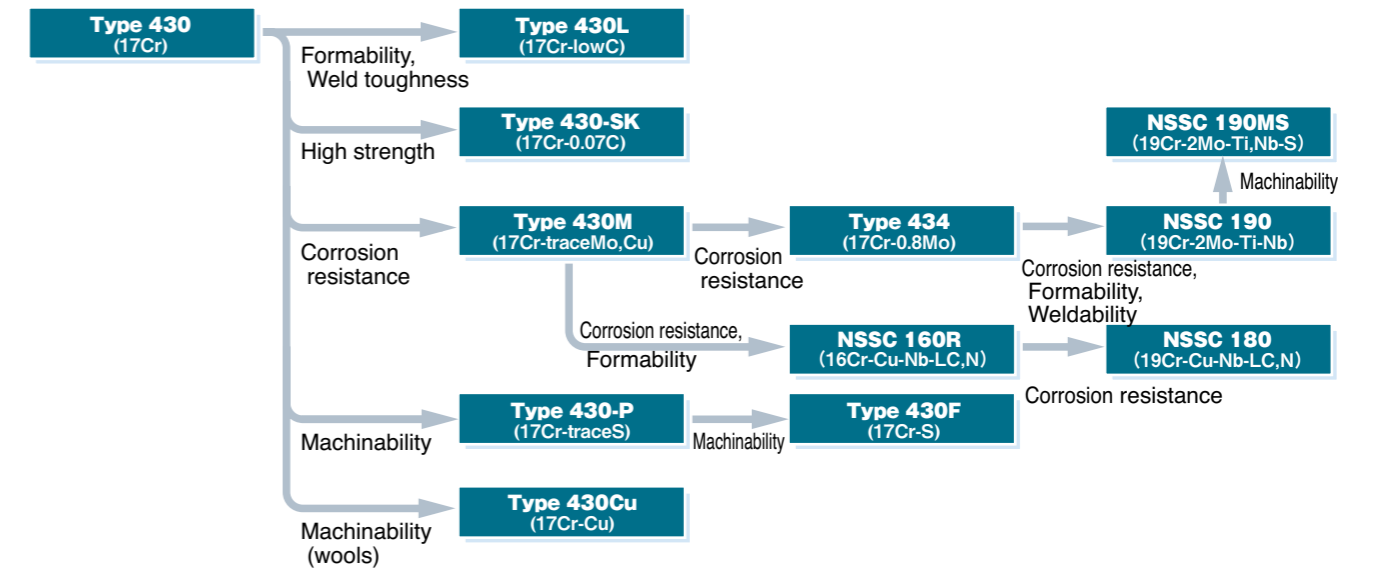 Type 430
(17Cr)
Type 430L
(17Cr-lowC)
Formability,
Weld toughness
Type 430-SK
(17Cr-0.07C)
High strength
NSSC 190MS
(19Cr-2Mo-Ti,Nb-S)
Machinability
Type 430M
(17Cr-traceMo,Cu)
Corrosion
resistance
Type 434
(17Cr-0.8Mo)
Corrosion
resistance
NSSC 190
(19Cr-2Mo-Ti-Nb)
Corrosion resistance,
Formability,
Weldability
Corrosion resistance,
Formability
NSSC 160R
(16Cr-Cu-Nb-LC,N)
NSSC 180
(19Cr-Cu-Nb-LC,N)
Corrosion resistance
Type 430-P
(17Cr-traceS)
Machinability
Type 430F
(17Cr-S)
Machinability
Type 430Cu
(17Cr-Cu)
Machinability
(wools)